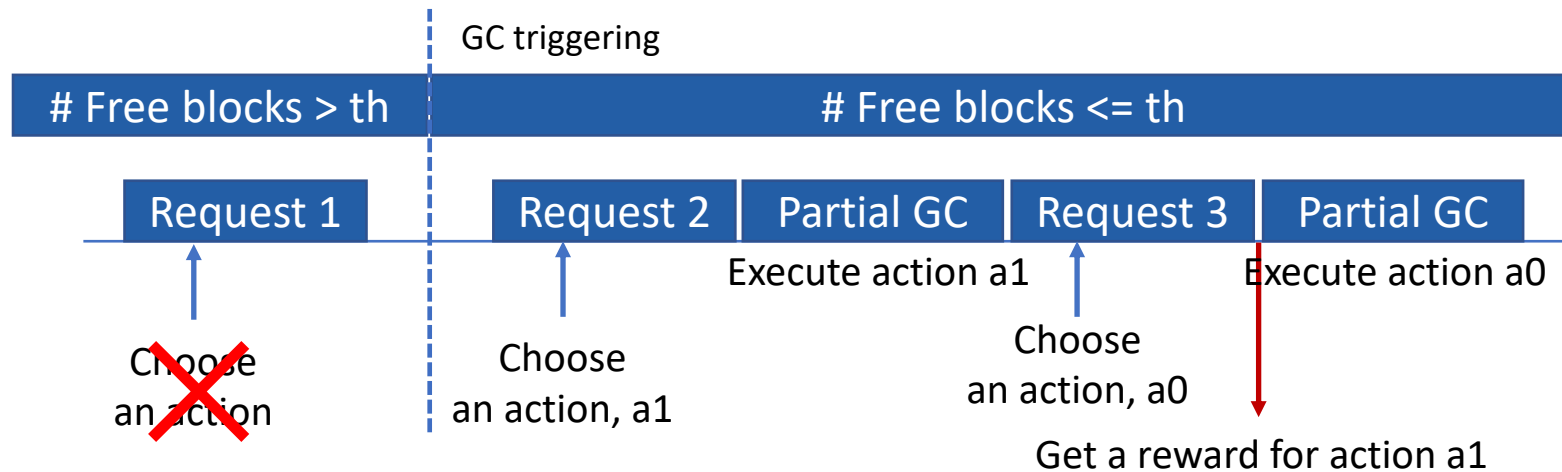 GC triggering
# Free blocks > th
# Free blocks <= th
Request 1
Request 2
Partial GC
Request 3
Partial GC
Execute action a1
Execute action a0
Choose
an action
Choose
an action, a1
Choose
an action, a0
Get a reward for action a1